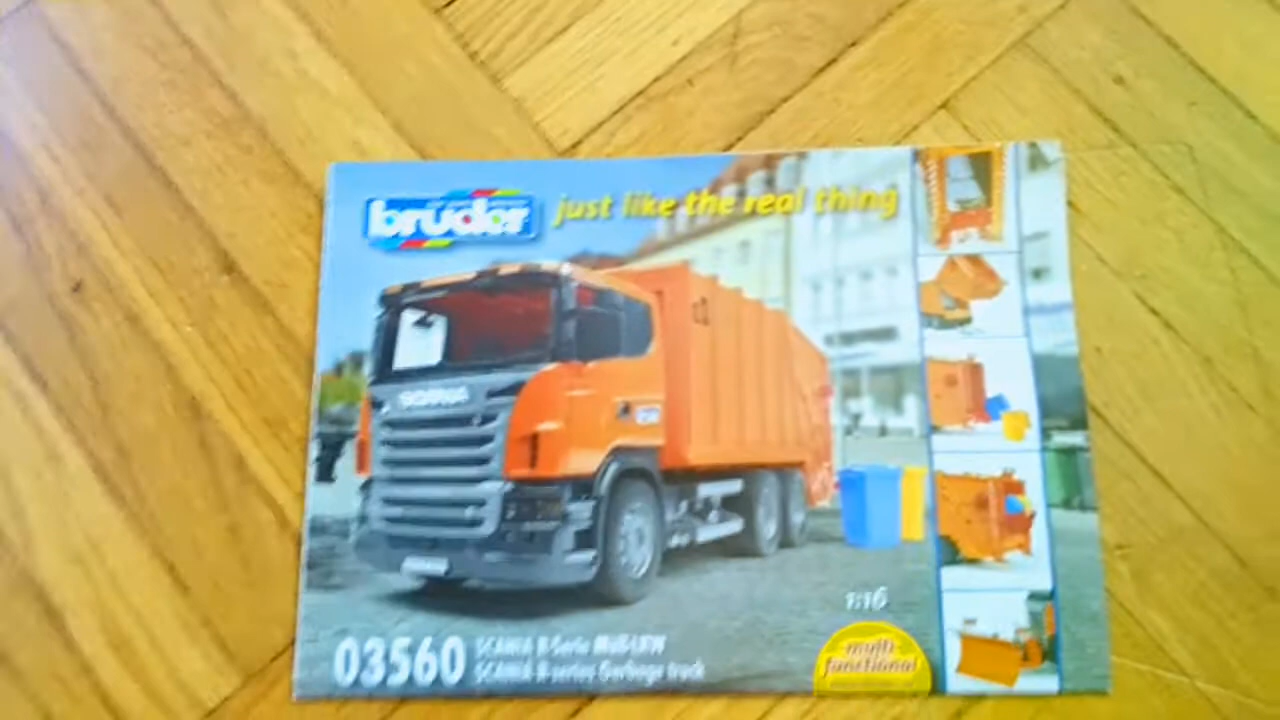 bruder just like the real thing
SCANIA
1:16
multi
functional
03560 SCANIA R-Serie Müll-LKW
SCANIA R-series Garbage truck